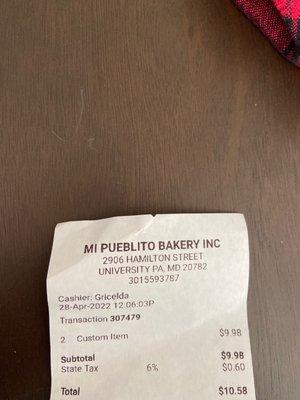 MI PUEBLITO BAKERY INC
2906 HAMILTON STREET
UNIVERSITY PA, MD 20782
3015593787
Cashier: Gricelda
28-Apr-2022 12:06:03P
Transaction 307479
2 Custom Item $9.98
Subtotal $9.98
State Tax 6% $0.60
Total $10.58